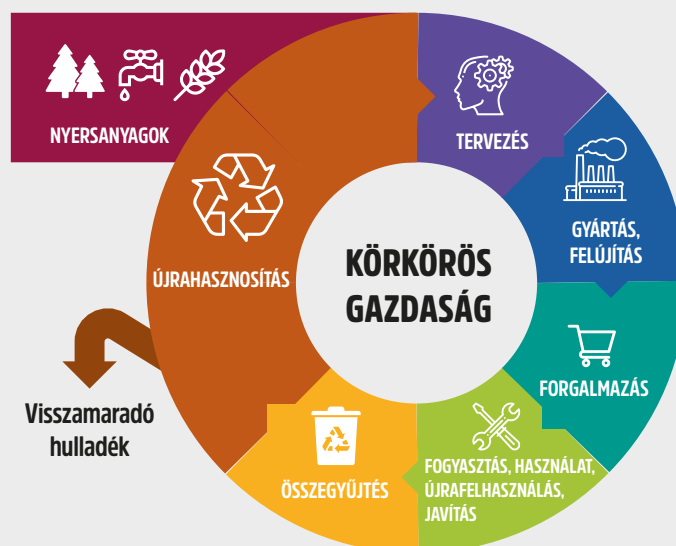 NYERSANYAGOK
TERVEZÉS
GYÁRTÁS,
FELÚJÍTÁS
FORGALMAZÁS
FOGYASZTÁS, HASZNÁLAT,
ÚJRAFELHASZNÁLÁS,
JAVÍTÁS
ÖSSZEGYŰJTÉS
ÚJRAHASZNOSÍTÁS
Visszamaradó
hulladék
KÖRKÖRÖS
GAZDASÁG